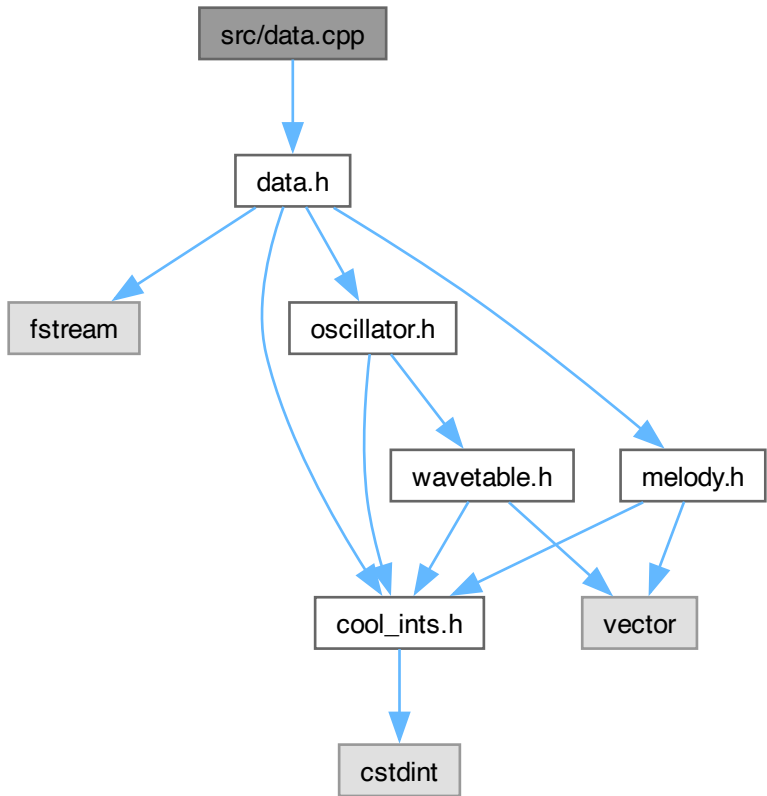 src/data.cpp
data.h
fstream
oscillator.h
wavetable.h
melody.h
cool_ints.h
vector
cstdint